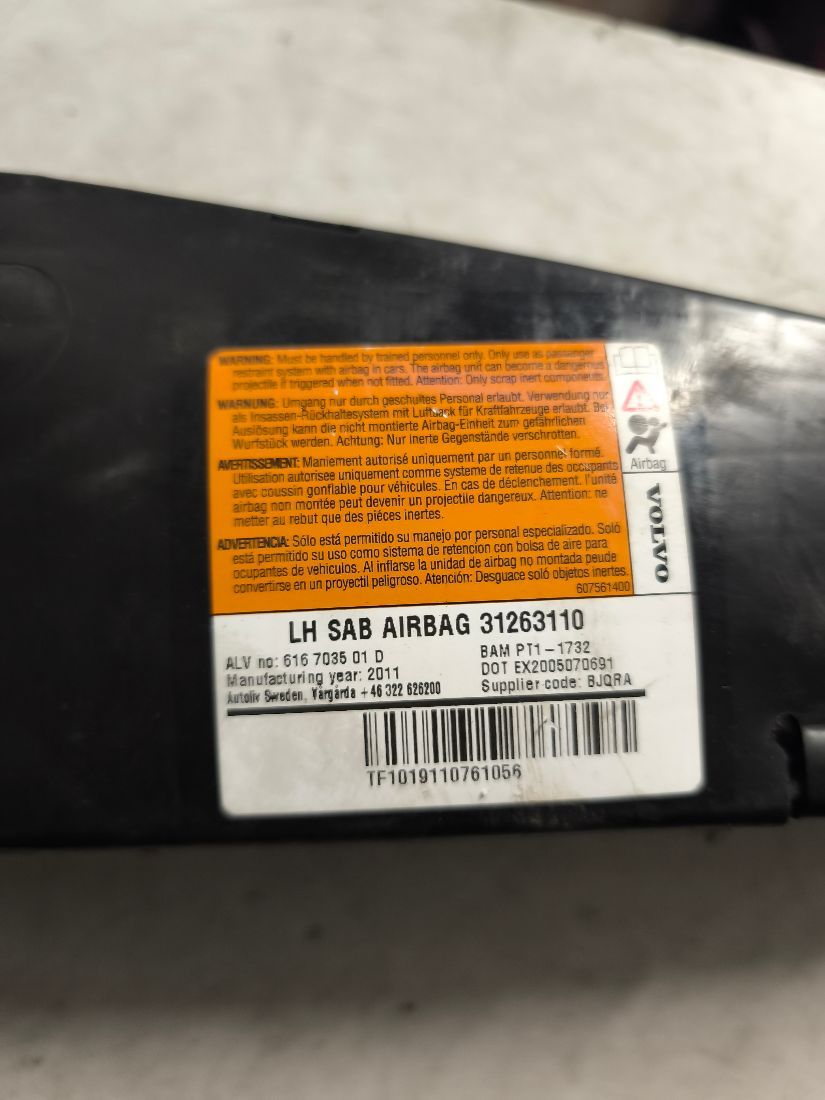 WARNING: Must be handled by trained personnel only. Only use as passenger
restraint system with airbag in cars. The airbag unit can become a dangerous
projectile if triggered when not fitted. Attention: Only scrap inert components.
WARNUNG: Umgang nur durch geschultes Personal erlaubt. Verwendung nur
als Insassen-Rückhaltesystem mit Luftsack für Kraftfahrzeuge erlaubt. Bei
Auslösung kann die nicht montierte Airbag-Einheit zum gefährlichen
Wurfstück werden. Achtung: Nur inerte Gegenstände verschrotten.
AVERTISSEMENT: Maniement autorisé uniquement par un personnel formé.
Utilisation autorisee uniquement comme systeme de retenue des occupants
avec coussin gonflable pour véhicules. En cas de déclenchement. l'unité
airbag non montée peut devenir un projectile dangereux. Attention: ne
metter au rebut que des piéces inertes.
ADVERTENCIA: Sólo está permitido su manejo por personal especializado. Soló
está permitido su uso como sistema de retencion con bolsa de aire para
ocupantes de vehiculos. Al inflarse la unidad de airbag no montada peude
convertirse en un proyectil peligroso. Atención: Desguace soló objetos inertes.
607561400
Airbag
VOLVO
LH SAB AIRBAG 31263110
ALV no: 616 7035 01 D
Manufacturing year: 2011
Autoliv Sweden, Vårgårda +46 322 626200
BAM PT1-1732
DOT EX2005070691
Supplier code: BJQRA
TF1019110761056